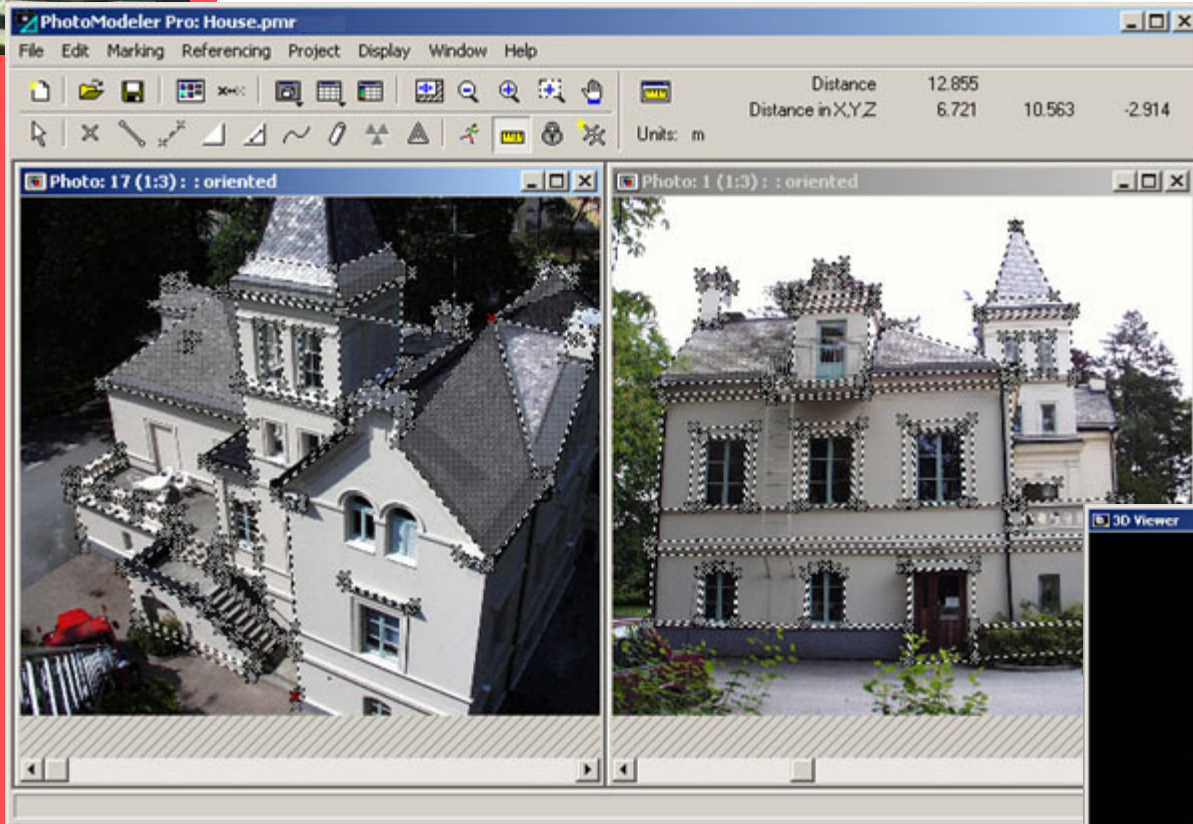 PhotoModeler Pro: House.pmr
File Edit Marking Referencing Project Display Window Help
Distance 12.855
Distance in X,Y,Z 6.721 10.563 -2.914
Units: m
Photo: 17 (1:3) : : oriented
Photo: 1 (1:3) : : oriented
3D Viewer